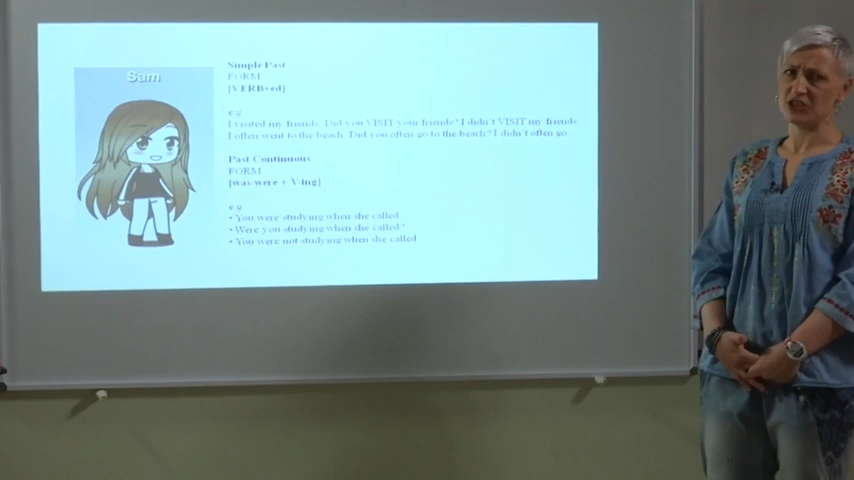 Sam
Simple Past
FORM
[VERB+ed]
e.g
I visited my friends. Did you VISIT your friends? I didn't VISIT my friends.
I often went to the beach. Did you often go to the beach? I didn't often go
Past Continuous
FORM
[was were + V-ing]
e.g
• You were studying when she called
• Were you studying when she called?
• You were not studying when she called